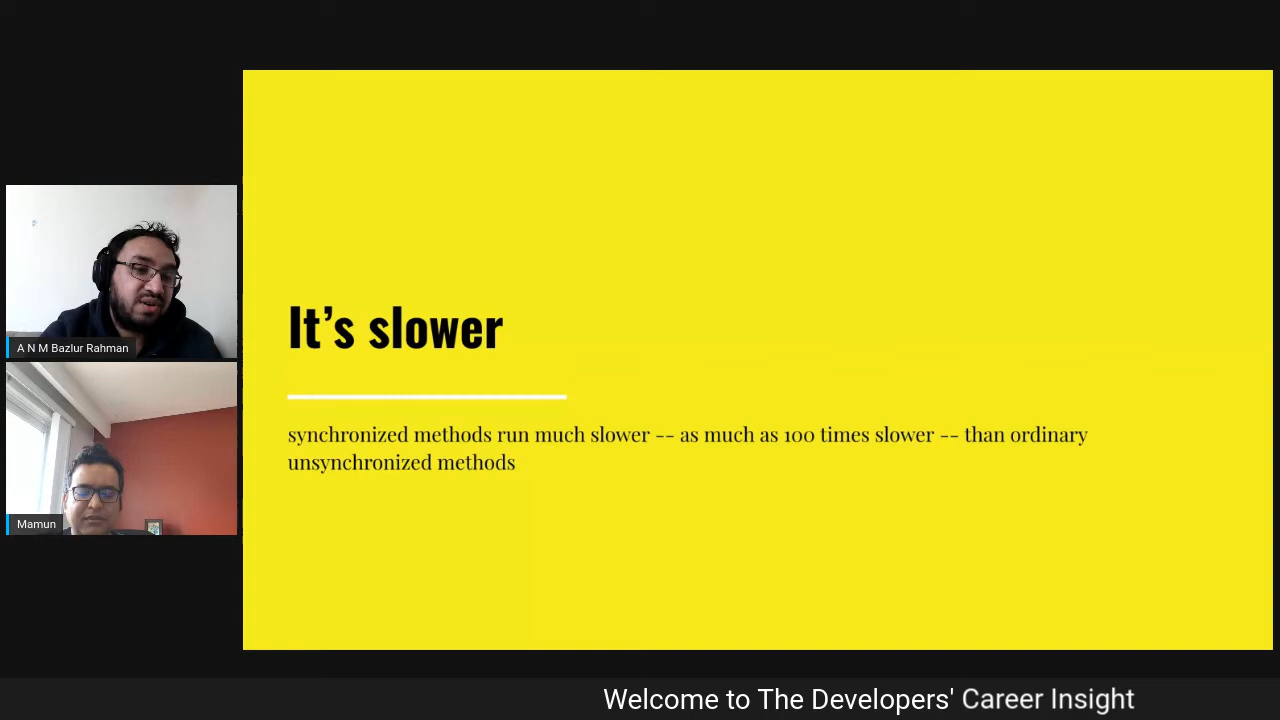 It’s slower
synchronized methods run much slower -- as much as 100 times slower -- than ordinary
unsynchronized methods
A N M Bazlur Rahman
Mamun
Welcome to The Developers' Career Insight